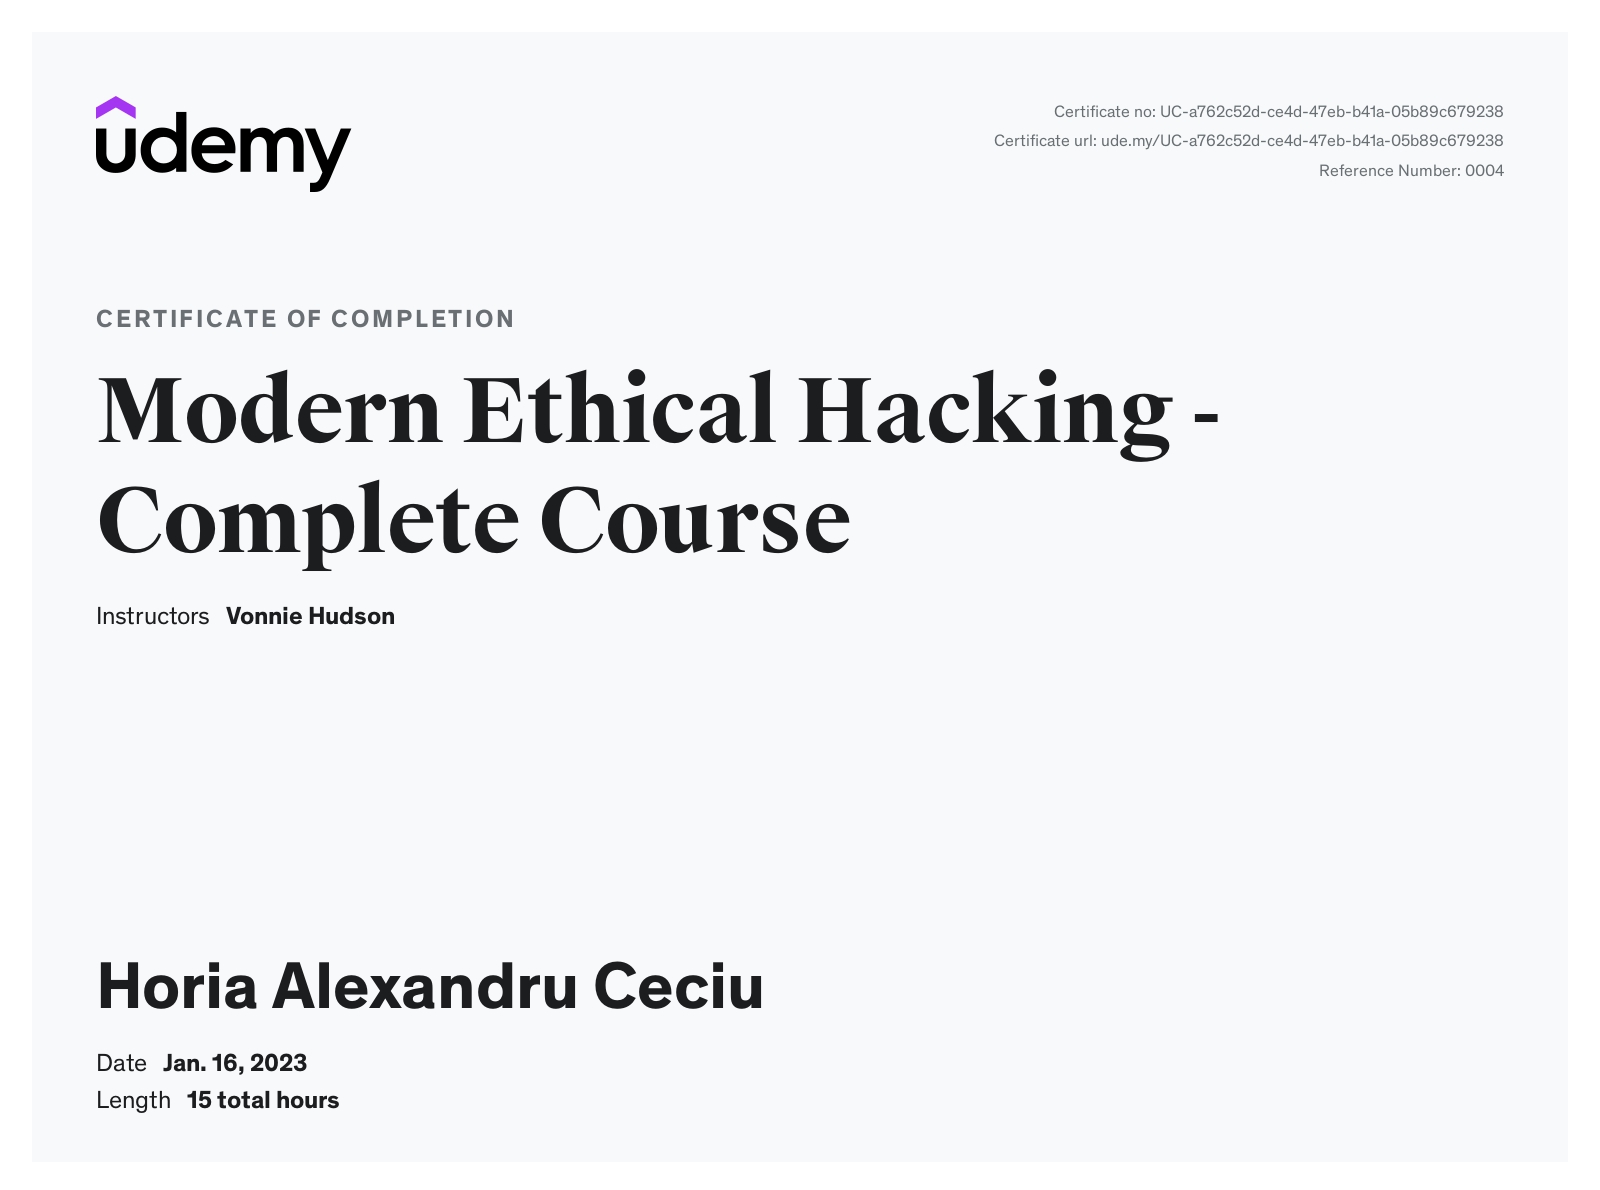 udemy
Certificate no: UC-a762c52d-ce4d-47eb-b41a-05b89c679238
Certificate url: ude.my/UC-a762c52d-ce4d-47eb-b41a-05b89c679238
Reference Number: 0004
CERTIFICATE OF COMPLETION
Modern Ethical Hacking -
Complete Course
Instructors Vonnie Hudson
Horia Alexandru Ceciu
Date Jan. 16, 2023
Length 15 total hours